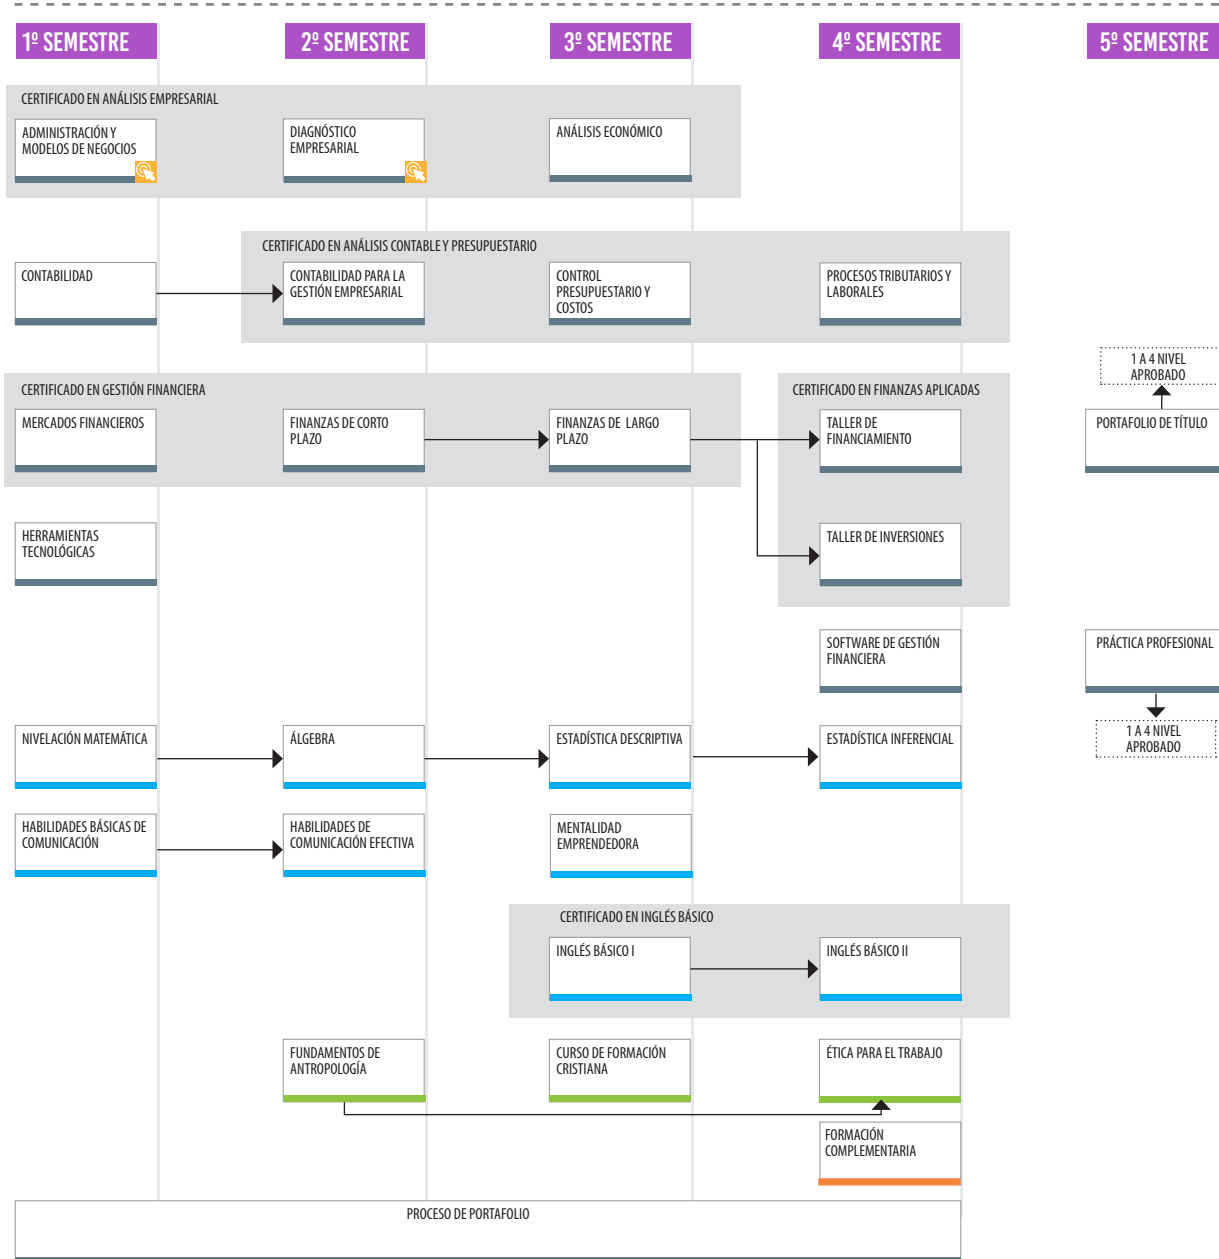 1º SEMESTRE
2º SEMESTRE
3º SEMESTRE
4º SEMESTRE
5º SEMESTRE
CERTIFICADO EN ANÁLISIS EMPRESARIAL
ADMINISTRACIÓN Y
MODELOS DE NEGOCIOS
DIAGNÓSTICO
EMPRESARIAL
ANÁLISIS ECONÓMICO
CERTIFICADO EN ANÁLISIS CONTABLE Y PRESUPUESTARIO
CONTABILIDAD
CONTABILIDAD PARA LA
GESTIÓN EMPRESARIAL
CONTROL
PRESUPUESTARIO Y
COSTOS
PROCESOS TRIBUTARIOS Y
LABORALES
1 A 4 NIVEL
APROBADO
CERTIFICADO EN GESTIÓN FINANCIERA
CERTIFICADO EN FINANZAS APLICADAS
MERCADOS FINANCIEROS
FINANZAS DE CORTO
PLAZO
FINANZAS DE LARGO
PLAZO
TALLER DE
FINANCIAMIENTO
PORTAFOLIO DE TÍTULO
HERRAMIENTAS
TECNOLÓGICAS
TALLER DE INVERSIONES
SOFTWARE DE GESTIÓN
FINANCIERA
PRÁCTICA PROFESIONAL
NIVELACIÓN MATEMÁTICA
ÁLGEBRA
ESTADÍSTICA DESCRIPTIVA
ESTADÍSTICA INFERENCIAL
1 A 4 NIVEL
APROBADO
HABILIDADES BÁSICAS DE
COMUNICACIÓN
HABILIDADES DE
COMUNICACIÓN EFECTIVA
MENTALIDAD
EMPRENDEDORA
CERTIFICADO EN INGLÉS BÁSICO
INGLÉS BÁSICO I
INGLÉS BÁSICO II
FUNDAMENTOS DE
ANTROPOLOGÍA
CURSO DE FORMACIÓN
CRISTIANA
ÉTICA PARA EL TRABAJO
FORMACIÓN
COMPLEMENTARIA
PROCESO DE PORTAFOLIO